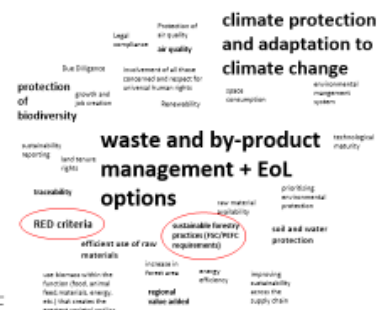 climate protection
and adaptation to
climate change
Protection of
air quality
Legal
compliance
air quality
Due Diligence
involvement of all those
concerned and respect for
universal human rights
protection
of
biodiversity
growth and
job creation
Renewability
space
consumption
environmental
management
system
waste and by-product
management + EoL
options
technological
maturity
sustainability
reporting
land tenure
rights
traceability
raw material
availability
prioritizing
environmental
protection
RED criteria
sustainable forestry
practices (FSC/PEFC
requirements)
soil and water
protection
efficient use of raw
materials
increase in
forest area
energy
efficiency
improving
sustainability
across the
supply chain
use biomass within the
function (food, animal
feed, materials, energy,
etc.) that creates the
regional
value added